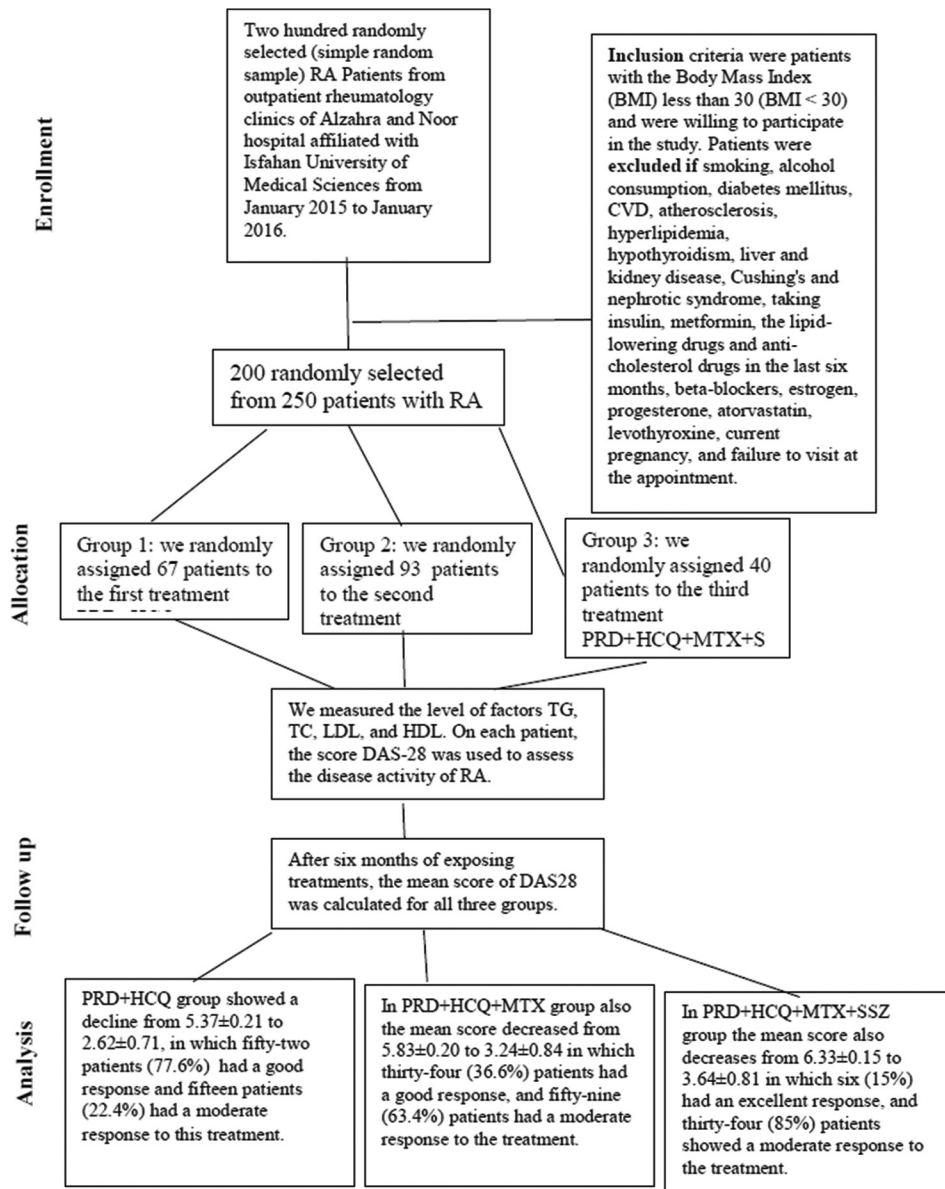 Enrollment
Two hundred randomly
selected (simple random
sample) RA Patients from
outpatient rheumatology
clinics of Alzahra and Noor
hospital affiliated with
Isfahan University of
Medical Sciences from
January 2015 to January
2016.
Inclusion criteria were patients
with the Body Mass Index
(BMI) less than 30 (BMI < 30)
and were willing to participate
in the study. Patients were
excluded if smoking, alcohol
consumption, diabetes mellitus,
CVD, atherosclerosis,
hyperlipidemia,
hypothyroidism, liver and
kidney disease, Cushing's and
nephrotic syndrome, taking
insulin, metformin, the lipid-
lowering drugs and anti-
cholesterol drugs in the last six
months, beta-blockers, estrogen,
progesterone, atorvastatin,
levothyroxine, current
pregnancy, and failure to visit at
the appointment.
200 randomly selected
from 250 patients with RA
Allocation
Group 1: we randomly
assigned 67 patients to
the first treatment
Group 2: we randomly
assigned 93 patients
to the second
treatment
Group 3: we
randomly assigned 40
patients to the third
treatment
PRD+HCQ+MTX+S
We measured the level of factors TG,
TC, LDL, and HDL. On each patient,
the score DAS-28 was used to assess
the disease activity of RA.
Follow up
After six months of exposing
treatments, the mean score of DAS28
was calculated for all three groups.
Analysis
PRD+HCQ group showed a
decline from 5.37±0.21 to
2.62±0.71, in which fifty-two
patients (77.6%) had a good
response and fifteen patients
(22.4%) had a moderate
response to this treatment.
In PRD+HCQ+MTX group also
the mean score decreased from
5.83±0.20 to 3.24±0.84 in which
thirty-four (36.6%) patients had
a good response, and fifty-nine
(63.4%) patients had a moderate
response to the treatment.
In PRD+HCQ+MTX+SSZ
group the mean score also
decreases from 6.33±0.15 to
3.64±0.81 in which six (15%)
had an excellent response, and
thirty-four (85%) patients
showed a moderate response to
the treatment.